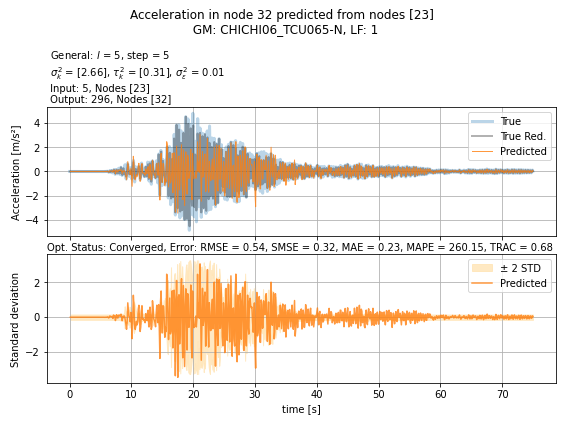 Acceleration in node 32 predicted from nodes [23]
GM: CHICHI06_TCU065-N, LF: 1
General: l = 5, step = 5
σ²ₖ = [2.66], τ²ₖ = [0.31], σ²ε = 0.01
Input: 5, Nodes [23]
Output: 296, Nodes [32]
Acceleration [m/s²]
4
2
0
−2
−4
True
True Red.
Predicted
Opt. Status: Converged, Error: RMSE = 0.54, SMSE = 0.32, MAE = 0.23, MAPE = 260.15, TRAC = 0.68
Standard deviation
2
0
−2
± 2 STD
Predicted
0 10 20 30 40 50 60 70
time [s]